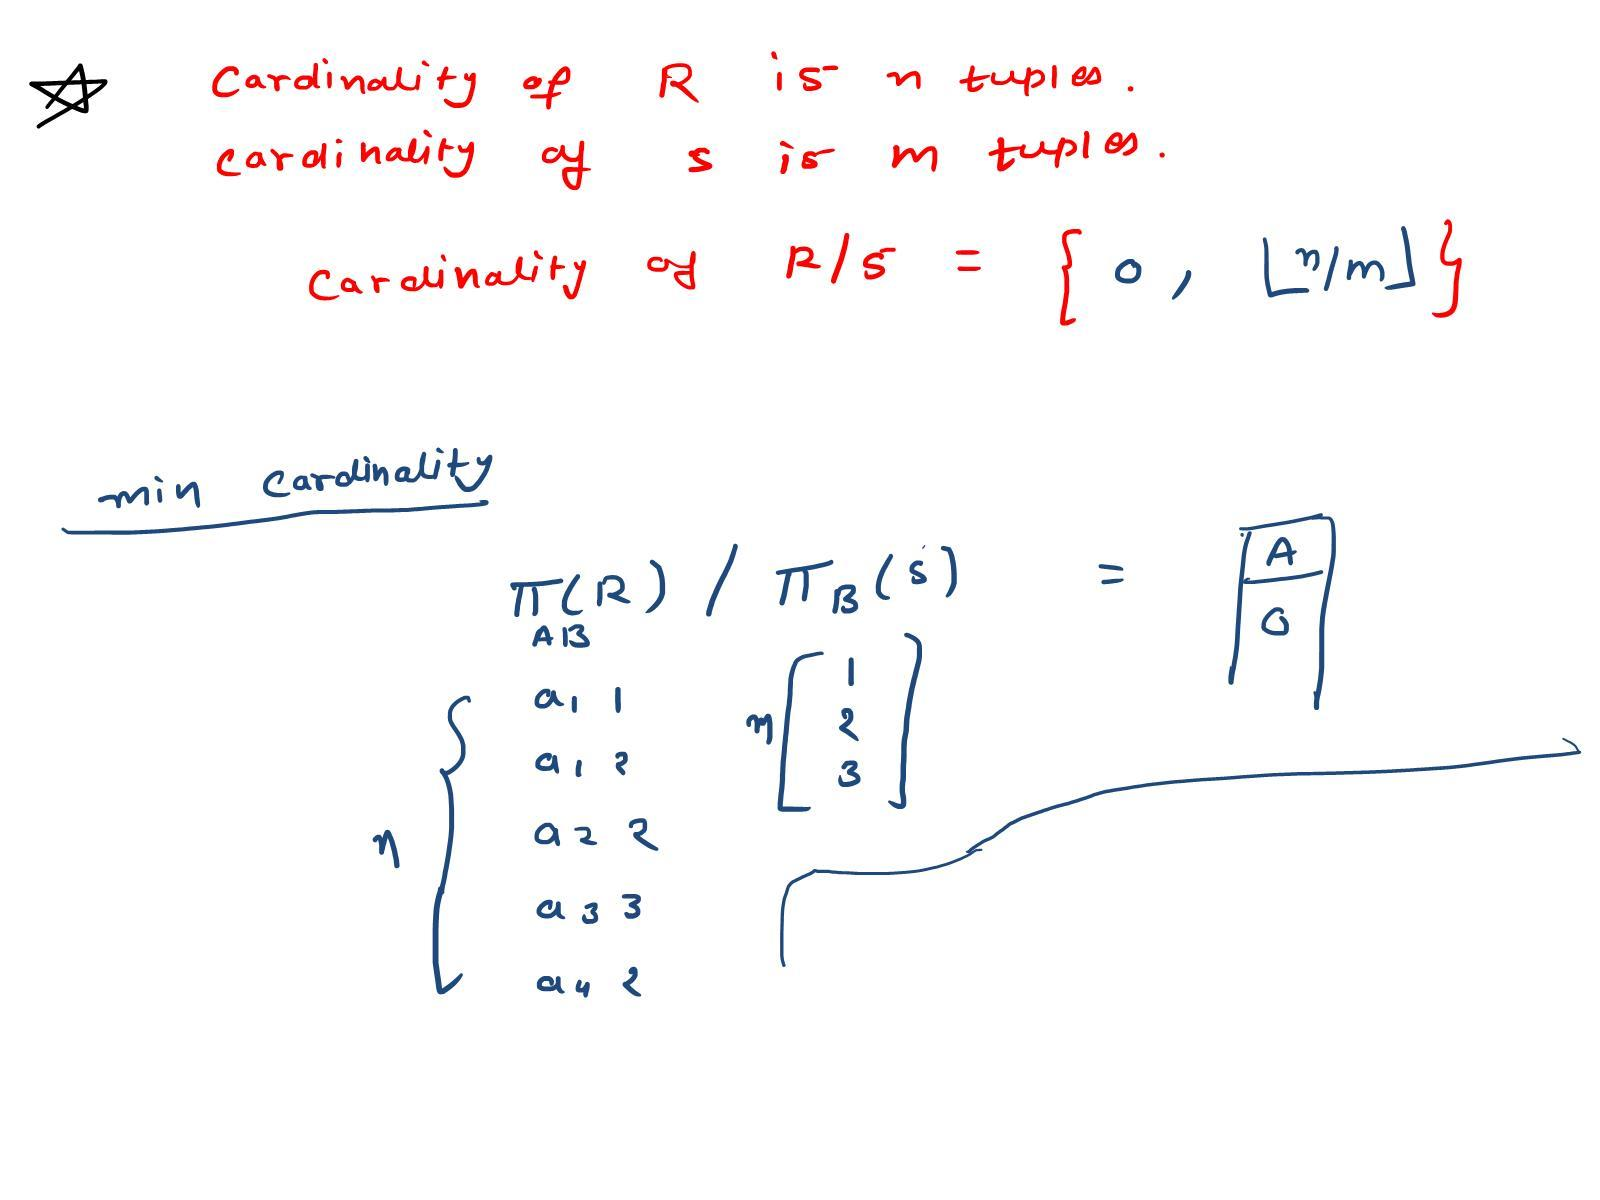 Cardinality of R is n tuples.
cardinality of s is m tuples.
Cardinality of R/S = { 0 , ⌊n/m⌋ }
min cardinality
π(R) / π B (s) = A
AB
0
a1 1
1
a1 2
m
2
3
a2 2
n
a3 3
a4 2